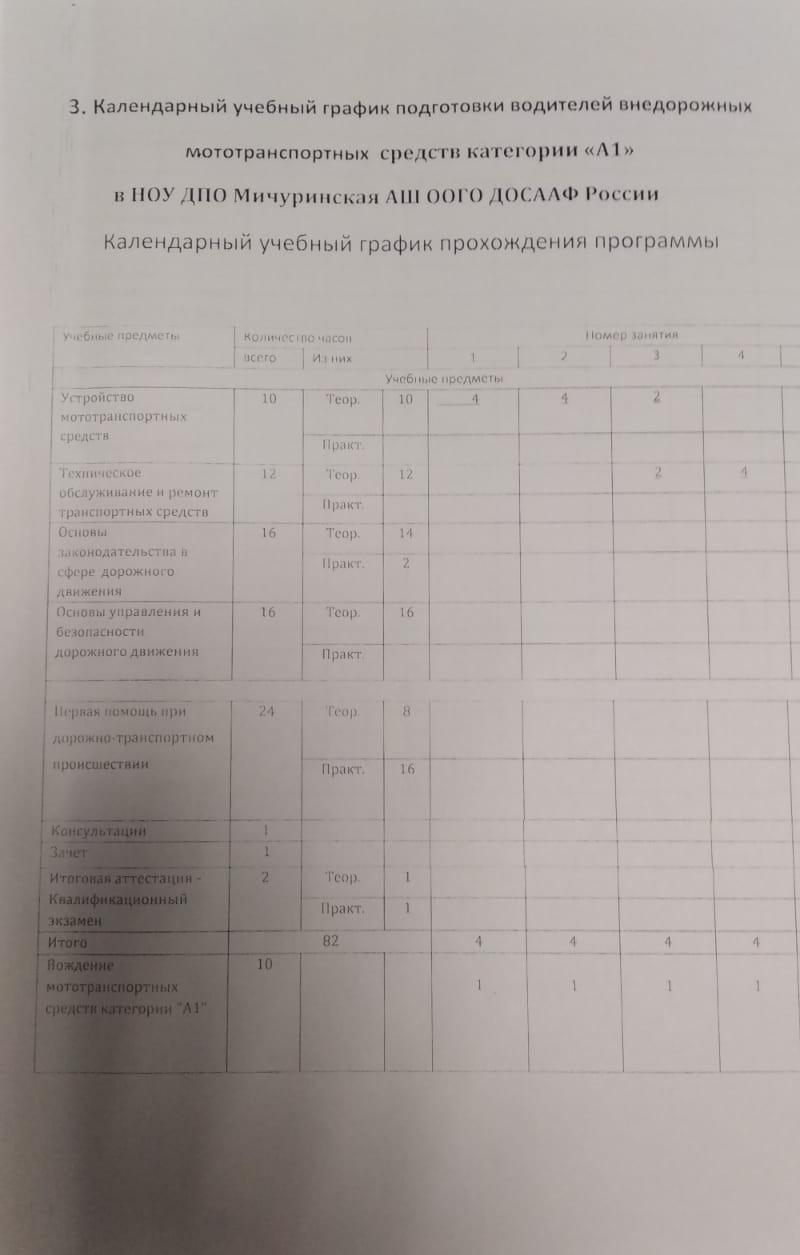 3. Календарный учебный график подготовки водителей внедорожных
мототранспортных средств категории «А1»
в НОУ ДПО Мичуринская АШ ООГО ДОСААФ России
Календарный учебный график прохождения программы
Учебные предметы Количество часов Номер занятия
всего Из них 1 2 3 4
Учебные предметы
Устройство 10 Теор. 10 4 4 2
мототранспортных
средств
Практ.
Техническое 12 Теор. 12 2 4
обслуживание и ремонт
Практ.
транспортных средств
Основы 16 Теор. 14
законодательства в
Практ. 2
сфере дорожного
движения
Основы управления и 16 Теор. 16
безопасности
дорожного движения Практ.
Первая помощь при 24 Теор. 8
дорожно-транспортном
происшествии Практ. 16
Консультации 1
Зачет 1
Итоговая аттестация - 2 Теор. 1
Квалификационный Практ. 1
экзамен
Итого 82 4 4 4 4
Вождение 10
мототранспортных 1 1 1 1
средств категории "А1"